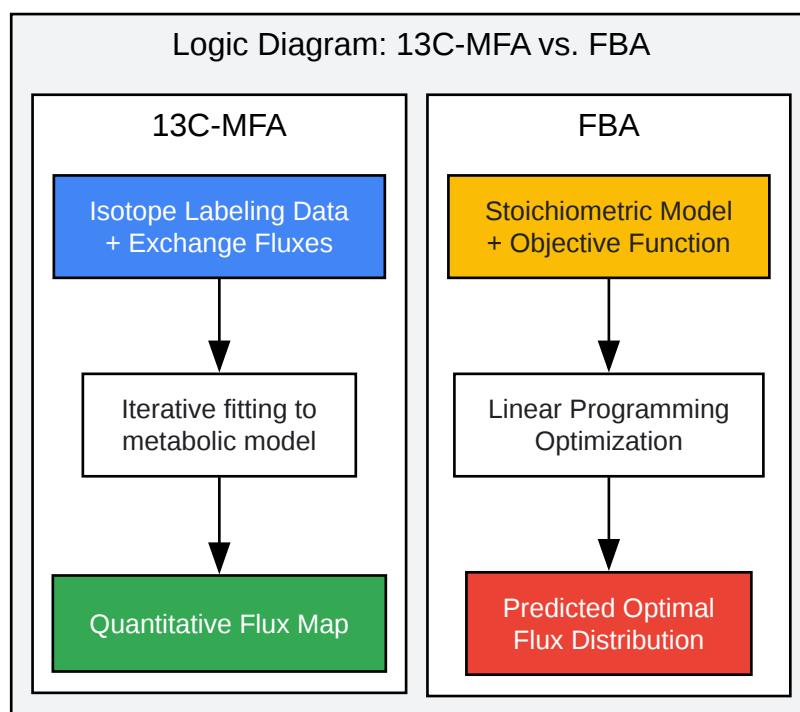 Logic Diagram: 13C-MFA vs. FBA
13C-MFA
Isotope Labeling Data
+ Exchange Fluxes
Iterative fitting to
metabolic model
Quantitative Flux Map
FBA
Stoichiometric Model
+ Objective Function
Linear Programming
Optimization
Predicted Optimal
Flux Distribution